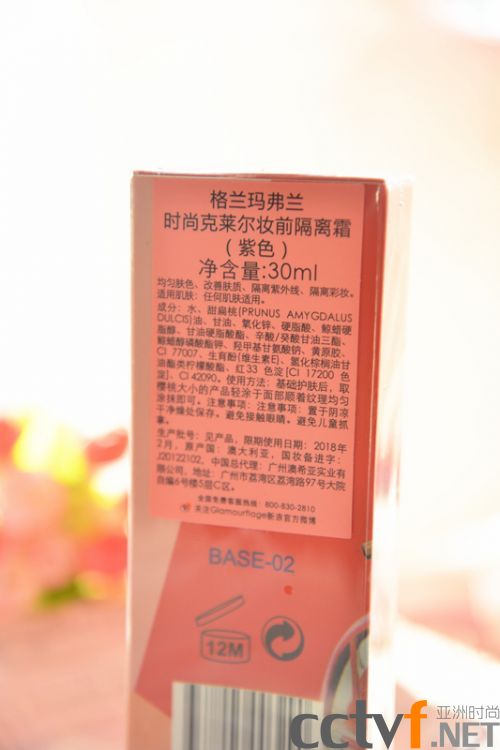 格兰玛弗兰
时尚克莱尔妆前隔离霜
（紫色）
净含量:30ml
均匀肤色、改善肤质、隔离紫外线、隔离彩妆。
适用肌肤：任何肌肤适用。
成分：水、甜扁桃(PRUNUS AMYGDALUS
DULCIS)油、甘油、氧化锌、硬脂酸、鲸蜡硬
脂醇、甘油硬脂酸酯、辛酸/癸酸甘油三酯、
鲸蜡醇磷酸酯钾、羟甲基甘氨酸钠、黄原胶、
CI 77007、生育酚(维生素E)、氢化棕榈油甘
油酯类柠檬酸酯、红33 色淀[CI 17200 色
淀]、CI 42090。使用方法：基础护肤后，取
樱桃大小的产品轻涂于面部顺着纹理均匀
涂抹即可。注意事项：注意事项：置于阴凉
干净燥处保存。避免接触眼睛。避免儿童抓
拿。
生产批号：见产品，限期使用日期：2018年
2月，原产国：澳大利亚，国妆备进字：
J20122102，中国总代理：广州澳希亚实业有
限公司，地址：广州市荔湾区荔湾路97号大院
自编6号楼5层C区。
全国免费客服热线：800-830-2810
关注Glamourflage新语官方微博
BASE-02
12M
cctvf 亚洲时尚
.NET